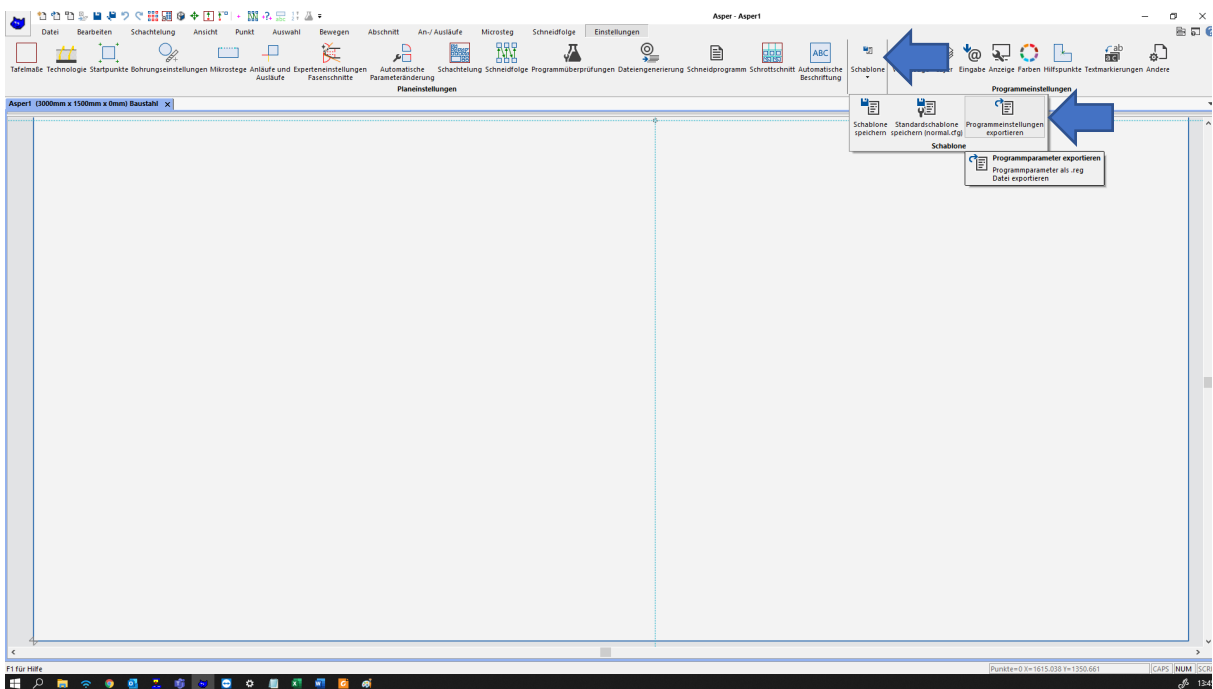 Asper - Asper1
Datei Bearbeiten Schachtelung Ansicht Punkt Auswahl Bewegen Abschnitt An-/ Ausläufe Microsteg Schneidfolge Einstellungen
Tafelmaße Technologie Startpunkte Bohrungseinstellungen Mikrostege Anläufe und Ausläufe Experteneinstellungen Fasenschnitte Automatische Parameteränderung Schachtelung Schneidfolge Programmüberprüfungen Dateiengenerierung Schneidprogramm Schrottschnitt Automatische Beschriftung Schablone Eingabe Anzeige Farben Hilfspunkte Textmarkierungen Andere
ABC
ab
ac
Planeinstellungen
Programmeinstellungen
Asper1 (3000mm x 1500mm x 0mm) Baustahl x
Schablone speichern
Standardschablone speichern (normal.cfg)
Programmeinstellungen exportieren
Schablone
Programmparameter exportieren
Programmparameter als .reg
Datei exportieren
F1 für Hilfe
Punkte=0 X=1615.038 Y=1350.661
CAPS NUM